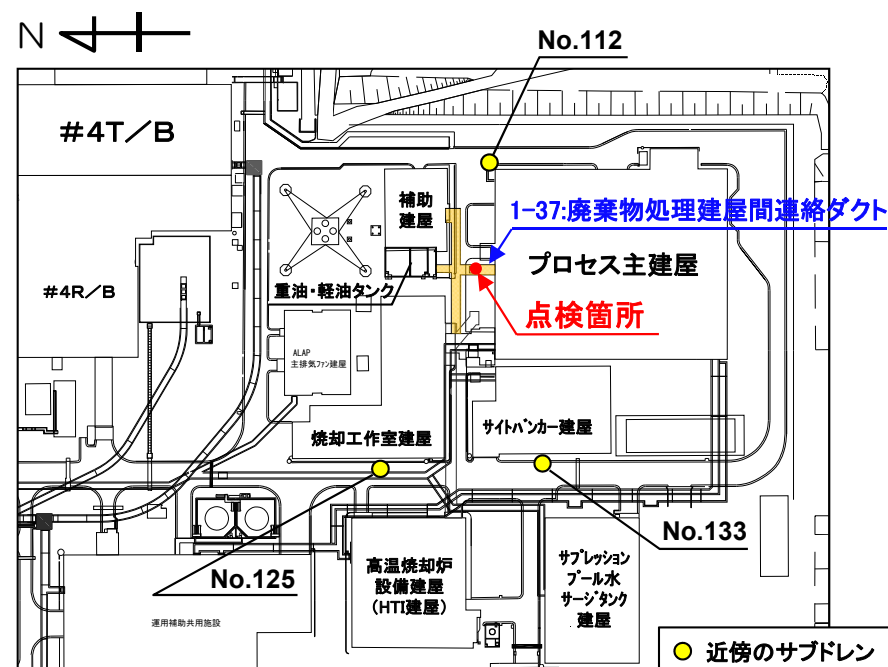 N
No.112
#4T/B
補助
建屋
1-37:廃棄物処理建屋間連絡ダクト
プロセス主建屋
#4R/B
重油・軽油タンク
点検箇所
ALAP
主排気ファン建屋
焼却工作室建屋
サイトバンカー建屋
No.133
No.125
高温焼却炉
設備建屋
(HTI建屋)
サプレッション
プール水
サージタンク
建屋
運用補助共用施設
近傍のサブドレン